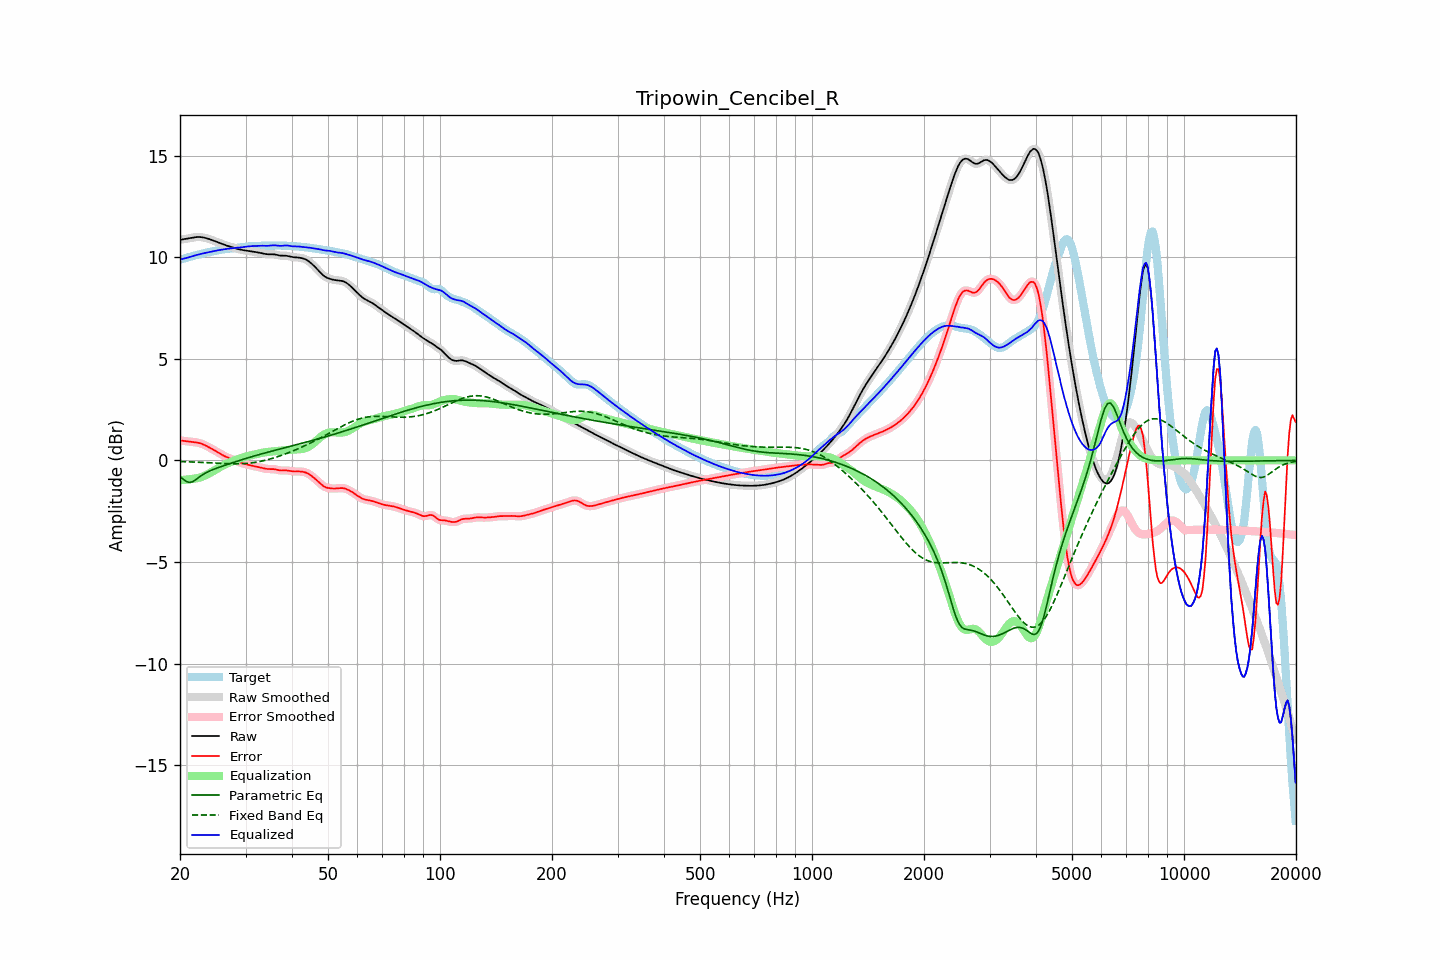 Tripowin_Cencibel_R
Amplitude (dBr)
15
10
5
0
−5
−10
−15
Target
Raw Smoothed
Error Smoothed
Raw
Error
Equalization
Parametric Eq
Fixed Band Eq
Equalized
20 50 100 200 500 1000 2000 5000 10000 20000
Frequency (Hz)